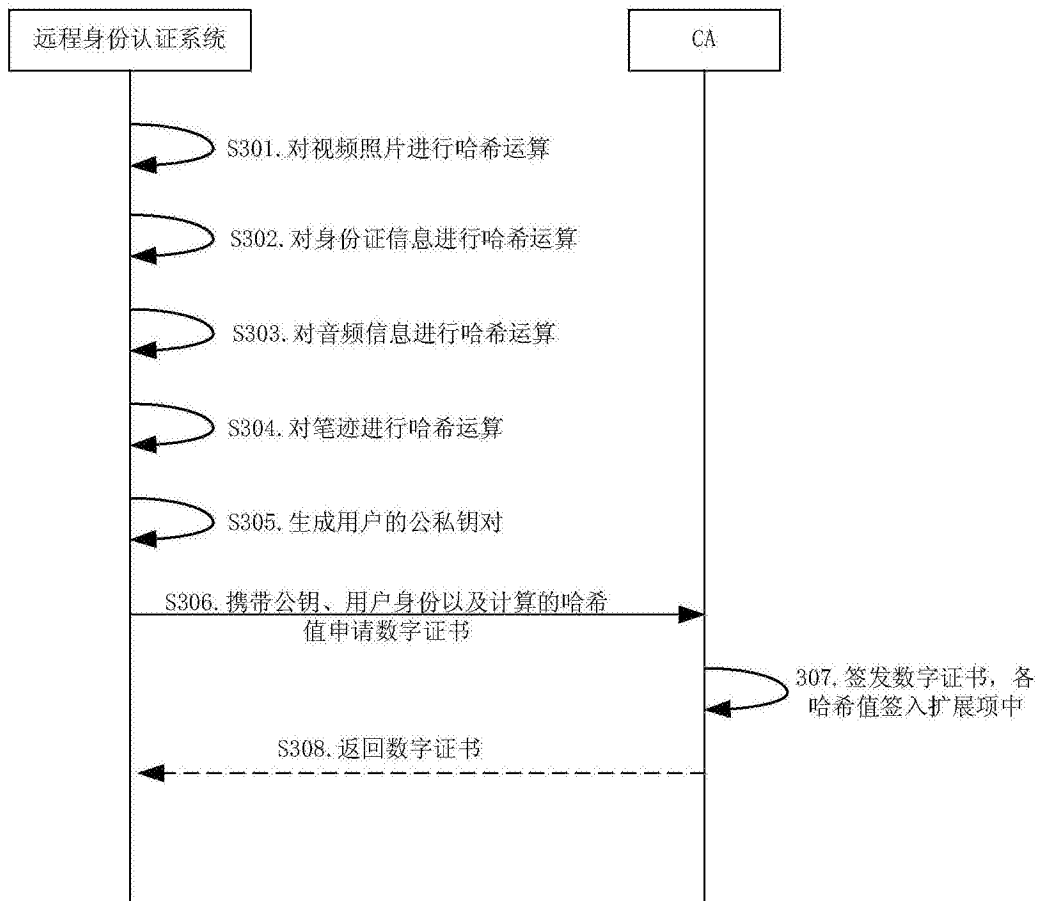 远程身份认证系统
CA
S301.对视频照片进行哈希运算
S302.对身份证信息进行哈希运算
S303.对音频信息进行哈希运算
S304.对笔迹进行哈希运算
S305.生成用户的公私钥对
S306.携带公钥、用户身份以及计算的哈希
值申请数字证书
307.签发数字证书，各
哈希值签入扩展项中
S308.返回数字证书